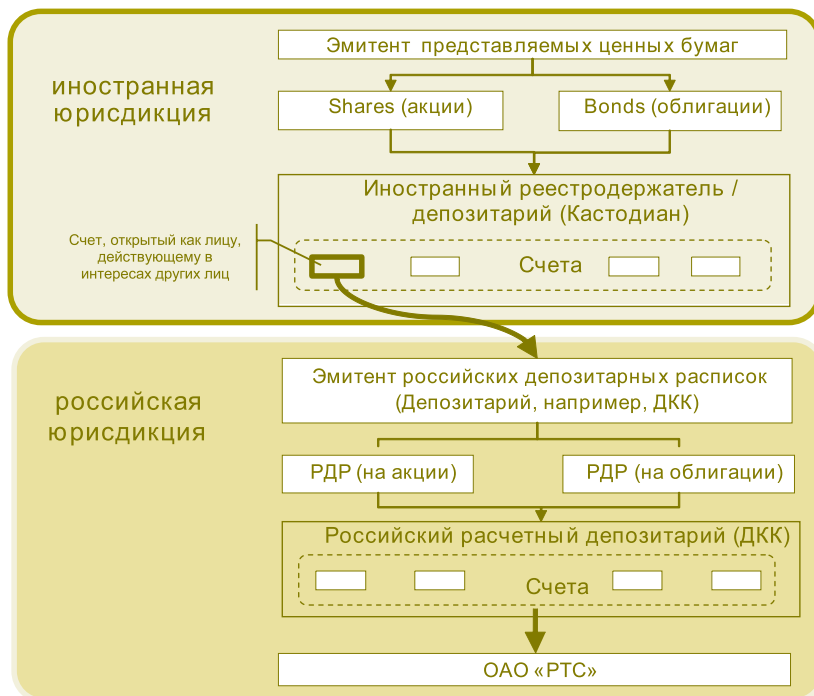 Эмитент представляемых ценных бумаг
иностранная
юрисдикция
Shares (акции)
Bonds (облигации)
Иностранный реестродержатель /
депозитарий (Кастодиан)
Счет, открытый как лицу,
действующему в
интересах других лиц
Счета
Эмитент российских депозитарных расписок
(Депозитарий, например, ДКК)
российская
юрисдикция
РДР (на акции)
РДР (на облигации)
Российский расчетный депозитарий (ДКК)
Счета
ОАО «РТС»